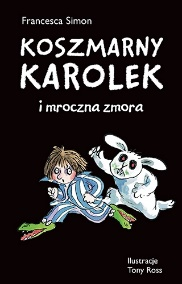 Francesca Simon
KOSZMARNY
KAROLEK
i mroczna zmora
Ilustracje
Tony Ross